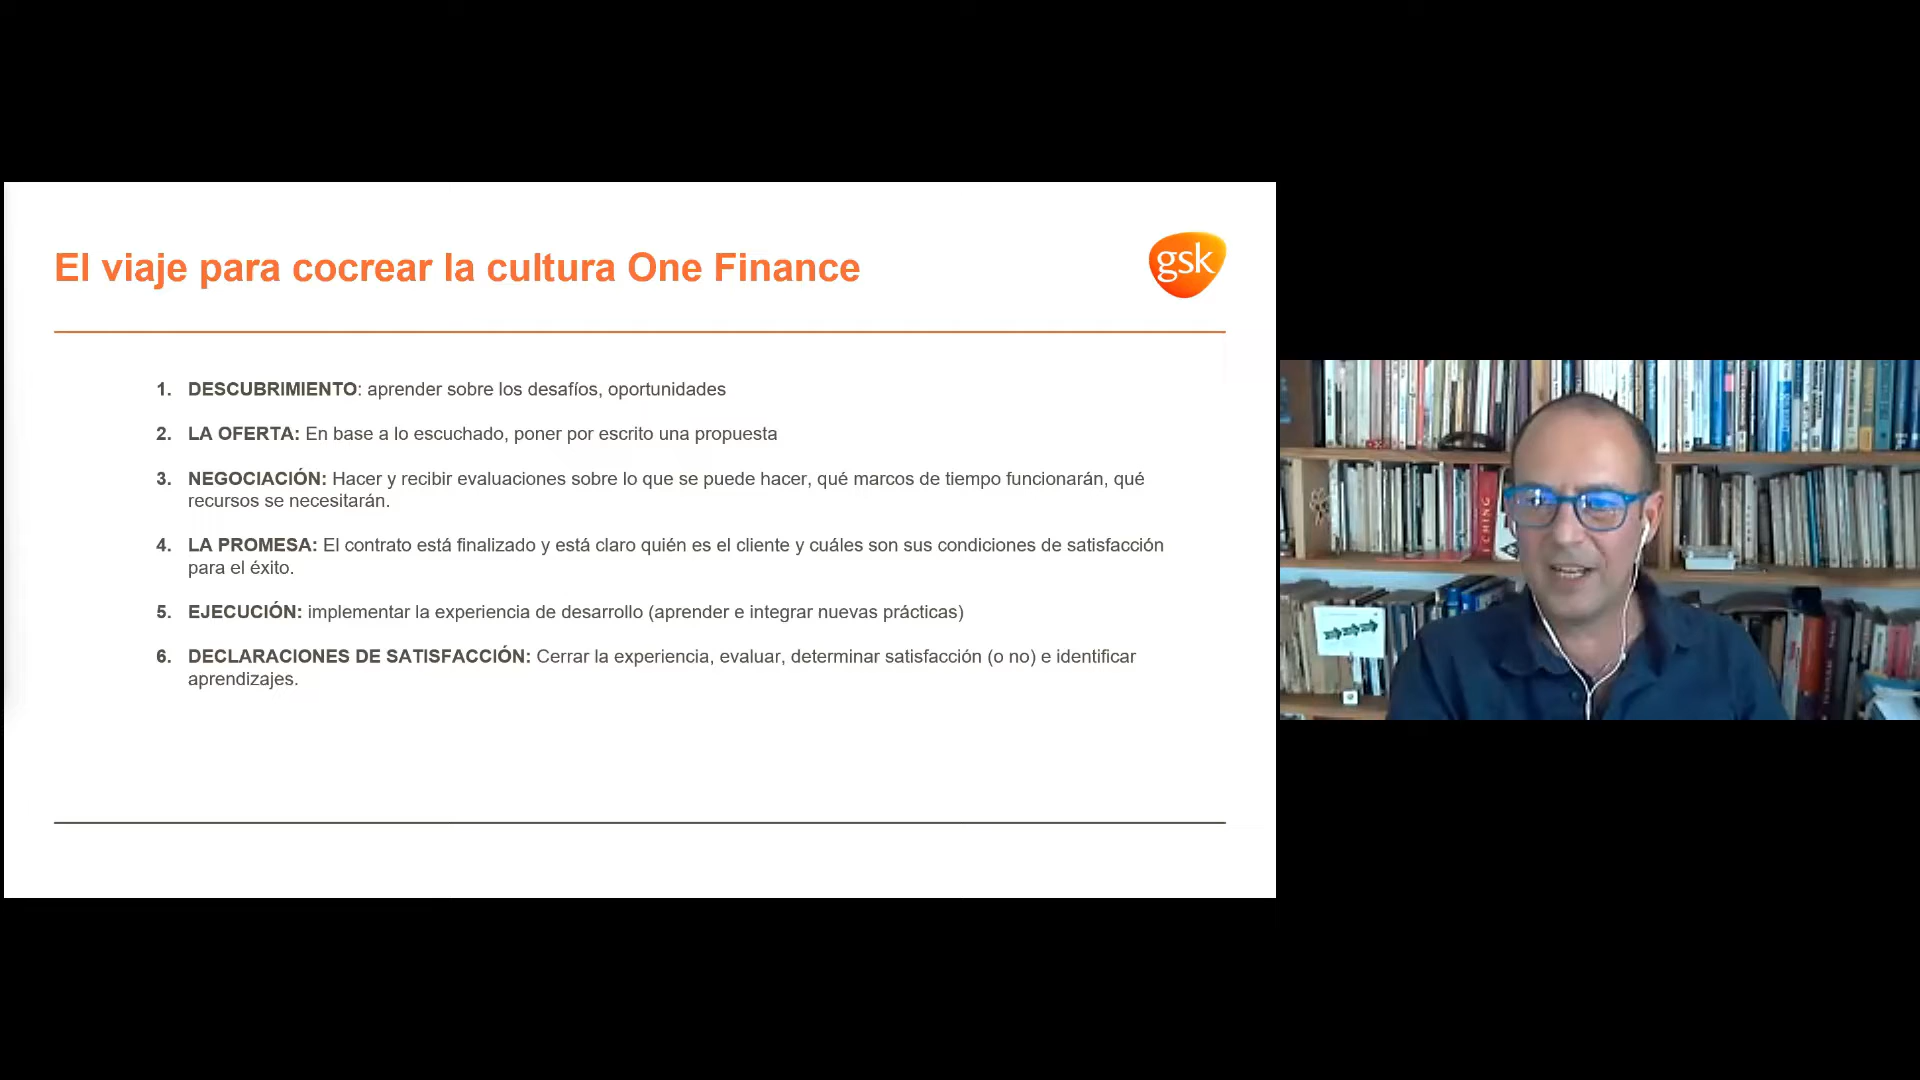 El viaje para cocrear la cultura One Finance
gsk
1. DESCUBRIMIENTO: aprender sobre los desafíos, oportunidades
2. LA OFERTA: En base a lo escuchado, poner por escrito una propuesta
3. NEGOCIACIÓN: Hacer y recibir evaluaciones sobre lo que se puede hacer, qué marcos de tiempo funcionarán, qué
recursos se necesitarán.
4. LA PROMESA: El contrato está finalizado y está claro quién es el cliente y cuáles son sus condiciones de satisfacción
para el éxito.
5. EJECUCIÓN: implementar la experiencia de desarrollo (aprender e integrar nuevas prácticas)
6. DECLARACIONES DE SATISFACCIÓN: Cerrar la experiencia, evaluar, determinar satisfacción (o no) e identificar
aprendizajes.
I CHING